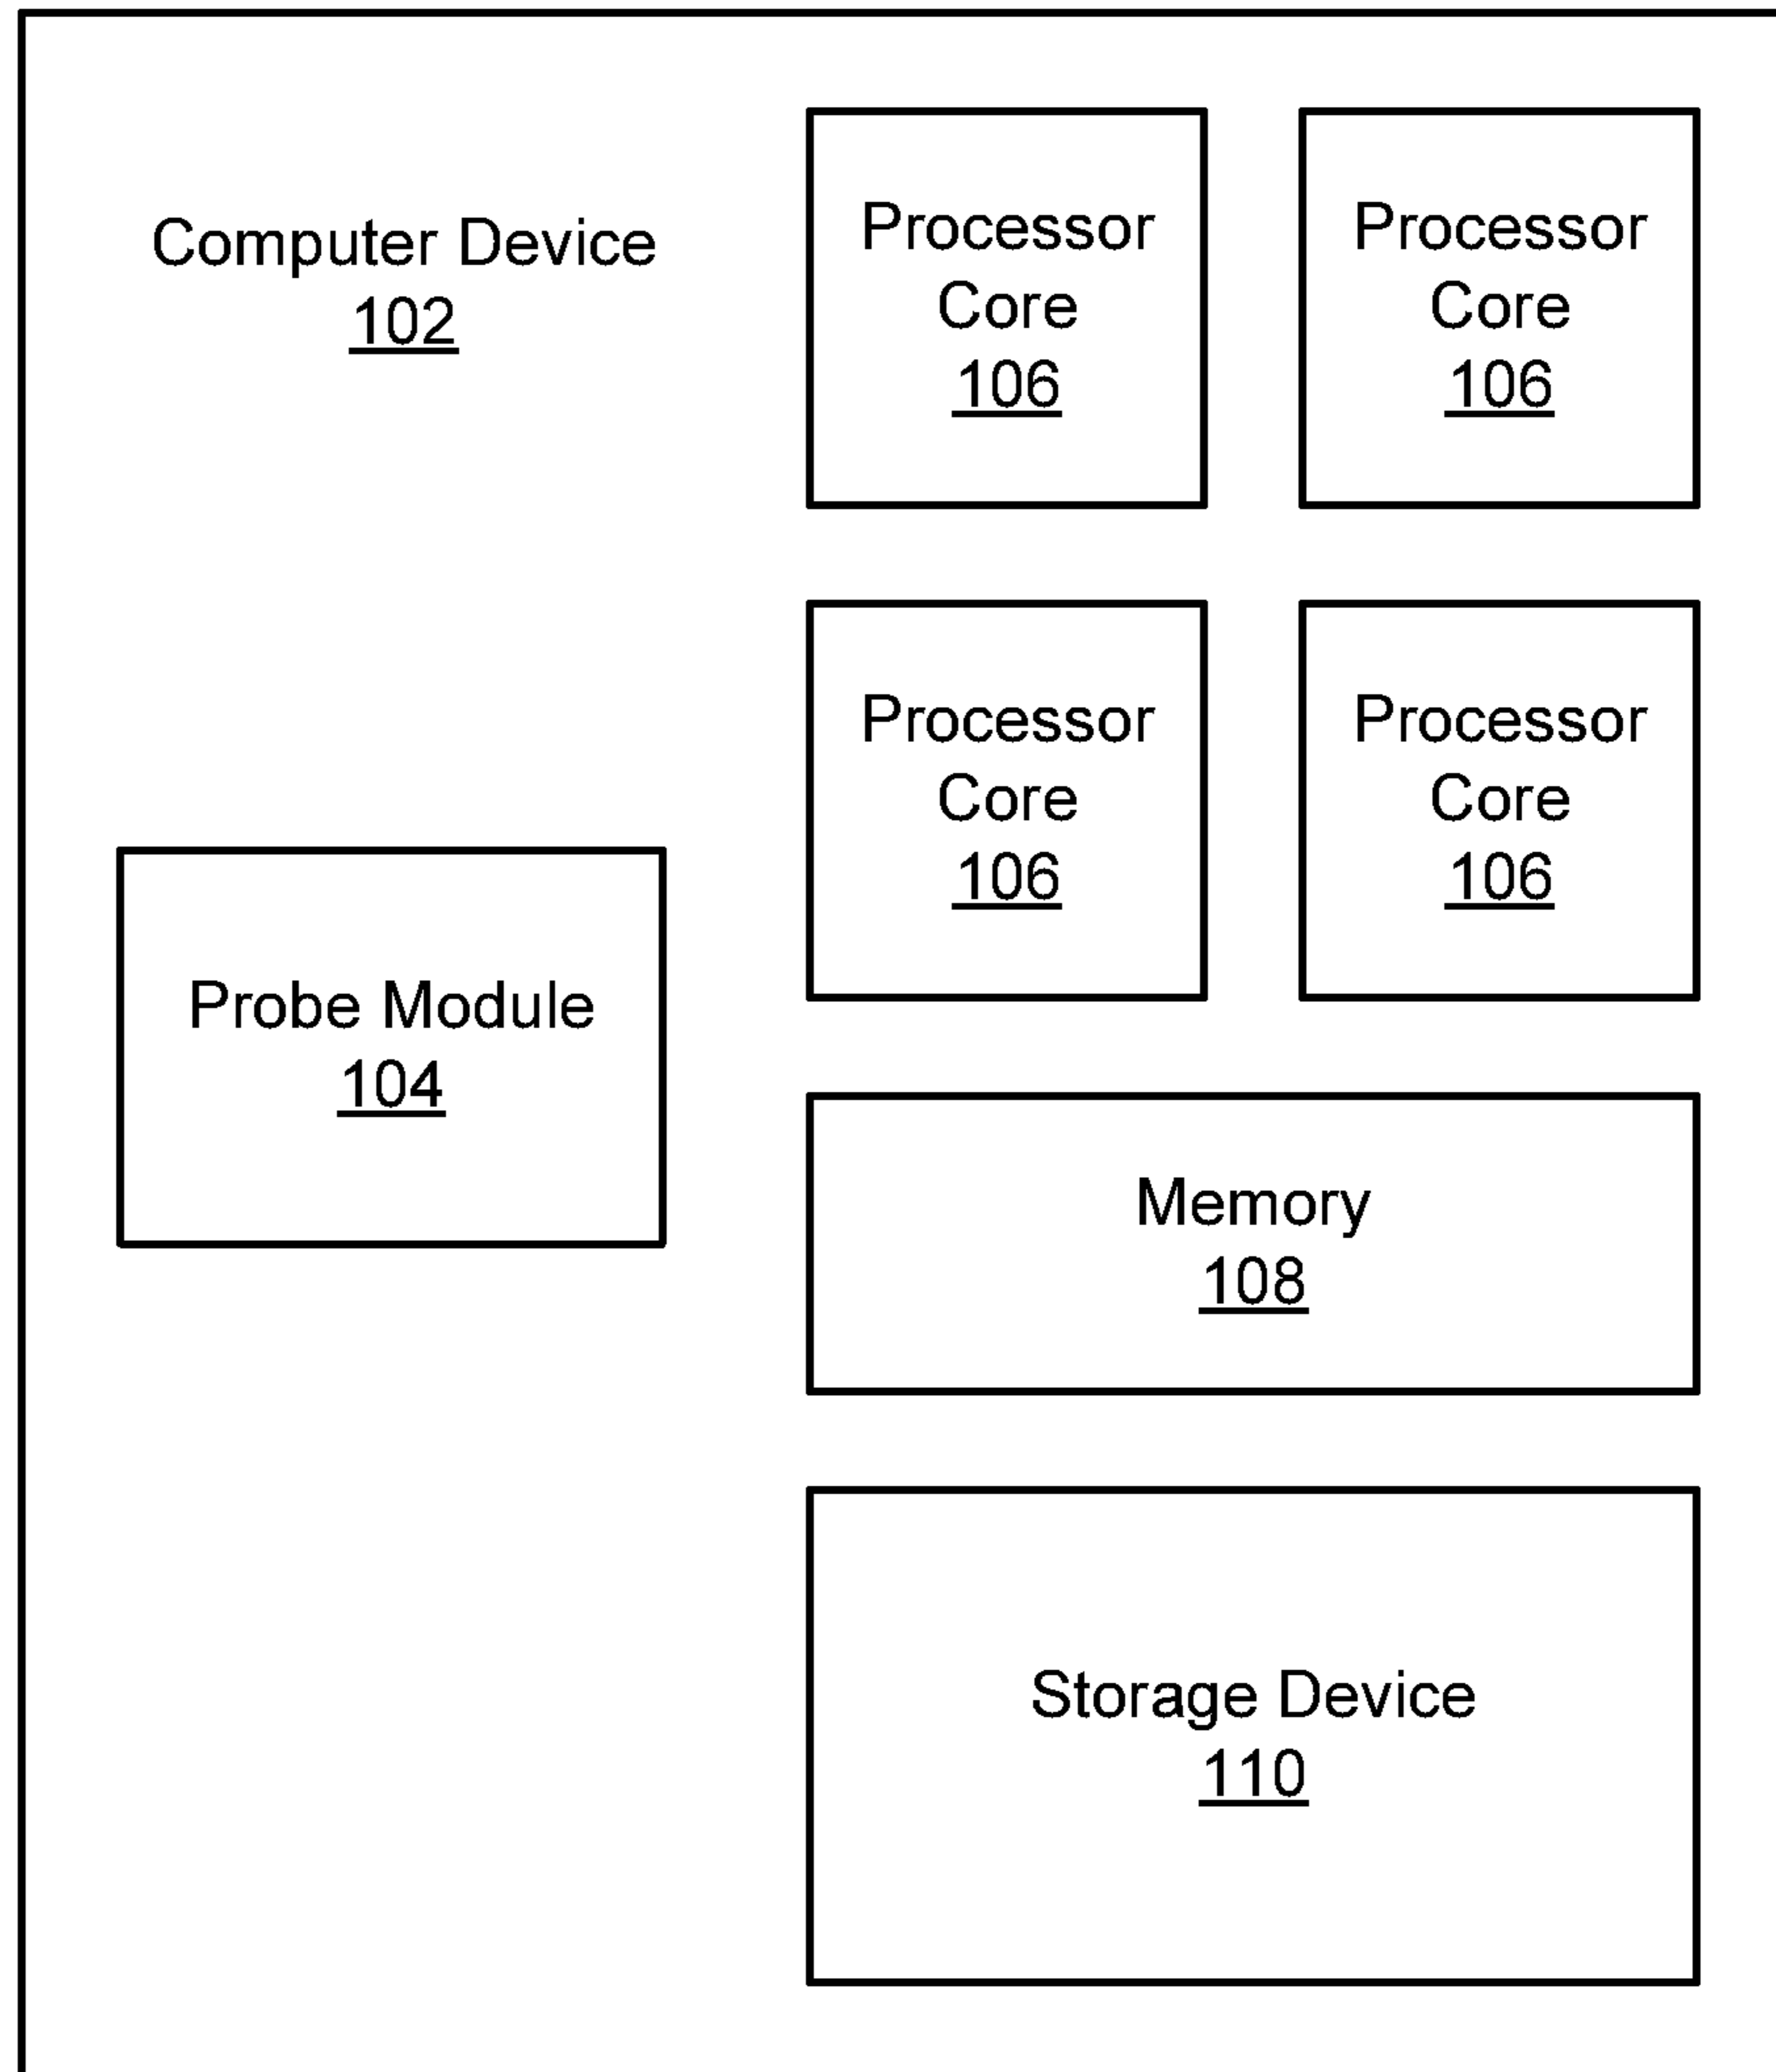 Computer Device
102
Processor
Core
106
Processor
Core
106
Processor
Core
106
Processor
Core
106
Probe Module
104
Memory
108
Storage Device
110